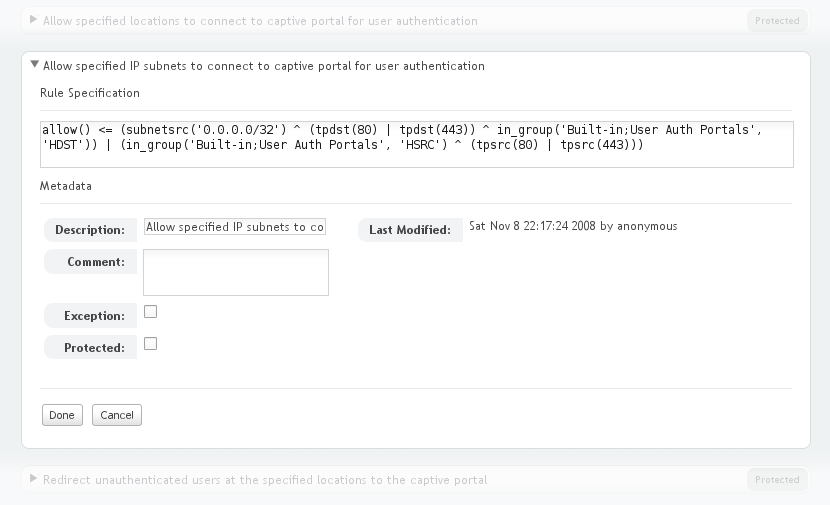 Allow specified locations to connect to captive portal for user authentication
Protected
Allow specified IP subnets to connect to captive portal for user authentication
Rule Specification
allow() <= (subnetsrc('0.0.0.0/32') ^ (tpdst(80) | tpdst(443)) ^ in_group('Built-in;User Auth Portals',
'HDST')) | (in_group('Built-in;User Auth Portals', 'HSRC') ^ (tpsrc(80) | tpsrc(443)))
Metadata
Description: Allow specified IP subnets to co
Last Modified: Sat Nov 8 22:17:24 2008 by anonymous
Comment:
Exception:
Protected:
Done Cancel
Redirect unauthenticated users at the specified locations to the captive portal
Protected